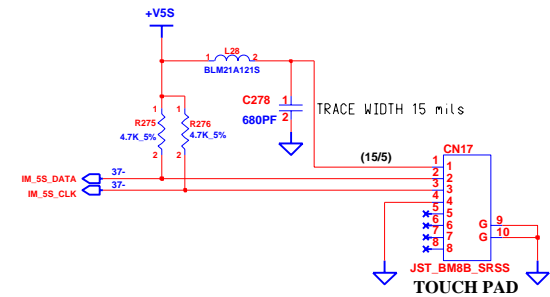 +V5S
L28
1 2
BLM21A121S
C278 1
2
680PF
TRACE WIDTH 15 mils
1 1
R275 R276
4.7K_5% 4.7K_5%
2 2
(15/5)
CN17
IM_5S_DATA 37-
IM_5S_CLK 37-
1 1
2 2
3 3
4 4
5 5
6 6
7 7
8 8
G 9
G 10
JST_BM8B_SRSS
TOUCH PAD